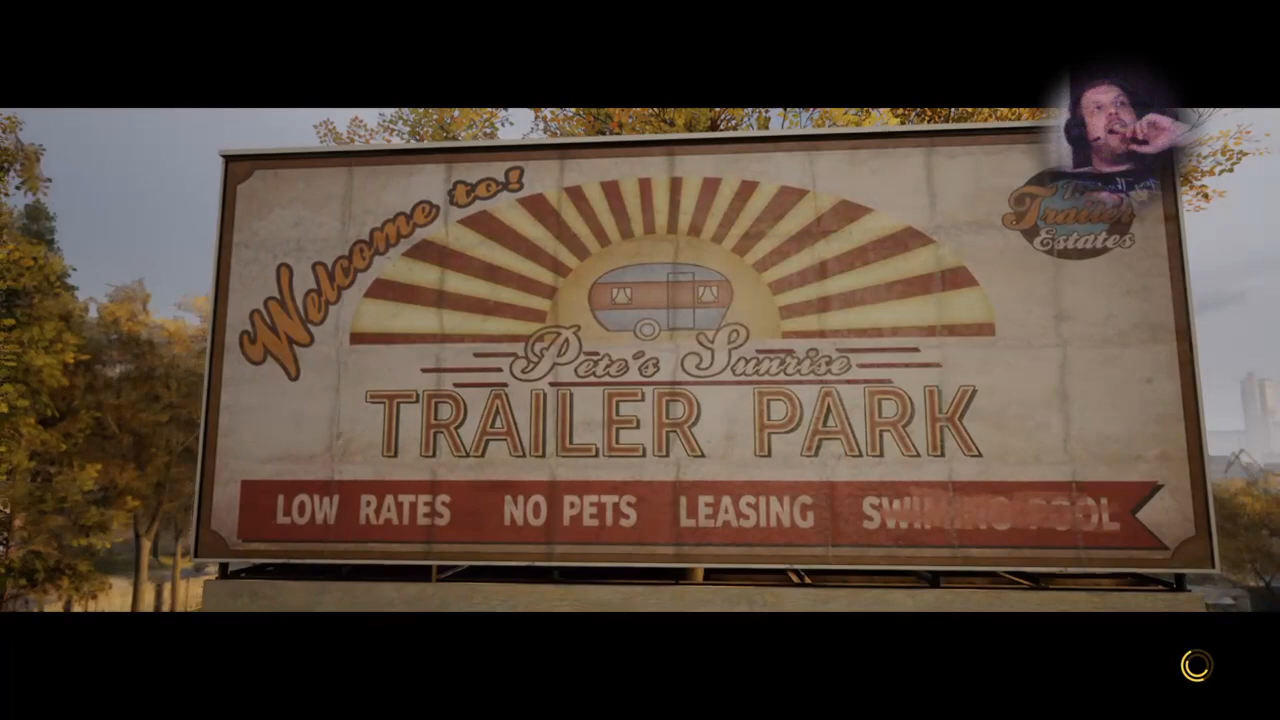 Welcome to!
Trailer
Estates
Pete's Sunrise
TRAILER PARK
LOW RATES NO PETS LEASING